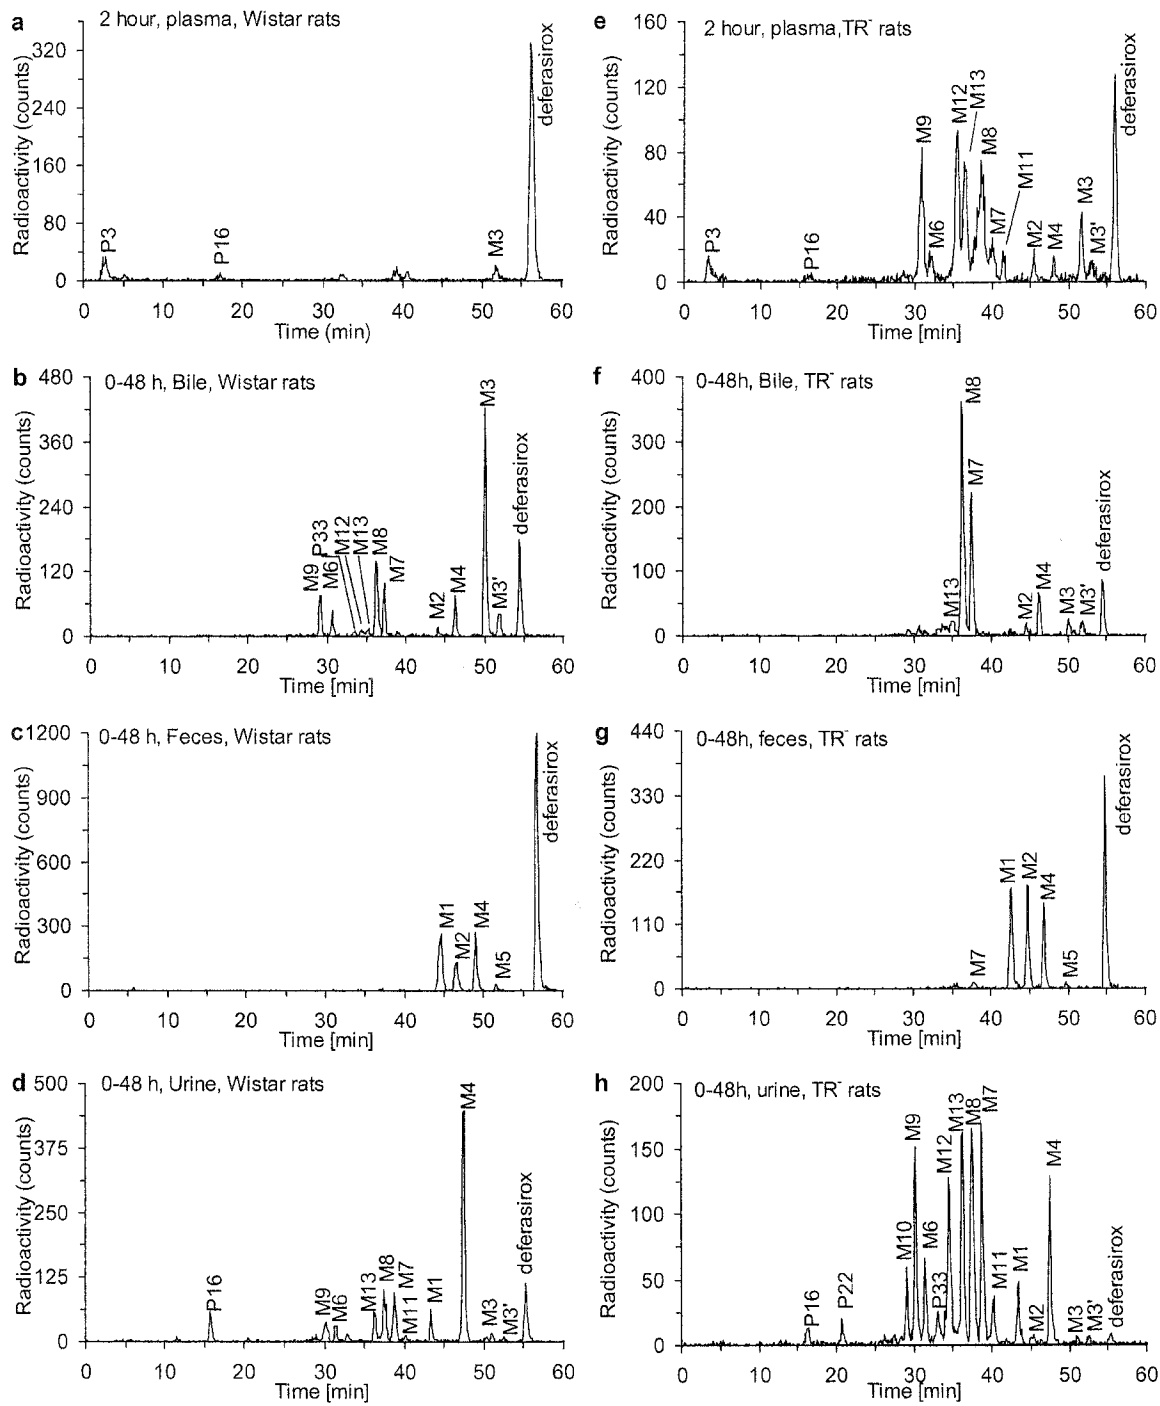 a
2 hour, plasma, Wistar rats
Radioactivity (counts)
320
240
160
80
0
P3
P16
M3
deferasirox
0 10 20 30 40 50 60
Time (min)
e
2 hour, plasma,TR⁻ rats
Radioactivity (counts)
160
120
80
40
0
P3
P16
M9
M6
M12
M13
M8
M7
M11
M2
M4
M3
M3'
deferasirox
0 10 20 30 40 50 60
Time [min]
b
0-48 h, Bile, Wistar rats
Radioactivity (counts)
480
360
240
120
0
M9
M6
P33
M12
M13
M8
M7
M2
M4
M3
M3'
deferasirox
0 10 20 30 40 50 60
Time [min]
f
0-48h, Bile, TR⁻ rats
Radioactivity (counts)
400
300
200
100
0
M13
M8
M7
M2
M4
M3
M3'
deferasirox
0 10 20 30 40 50 60
Time [min]
c
0-48 h, Feces, Wistar rats
Radioactivity (counts)
1200
900
600
300
0
M1
M2
M4
M5
deferasirox
0 10 20 30 40 50 60
Time [min]
g
0-48h, feces, TR⁻ rats
Radioactivity (counts)
440
330
220
110
0
M7
M1
M2
M4
M5
deferasirox
0 10 20 30 40 50 60
Time [min]
d
0-48 h, Urine, Wistar rats
Radioactivity (counts)
500
375
250
125
0
P16
M9
M6
M13
M8
M7
M11
M1
M4
M3
M3'
deferasirox
0 10 20 30 40 50 60
Time [min]
h
0-48h, urine, TR⁻ rats
Radioactivity (counts)
200
150
100
50
0
P16
P22
M10
M9
M6
P33
M12
M13
M8
M7
M11
M1
M2
M4
M3
M3'
deferasirox
0 10 20 30 40 50 60
Time [min]